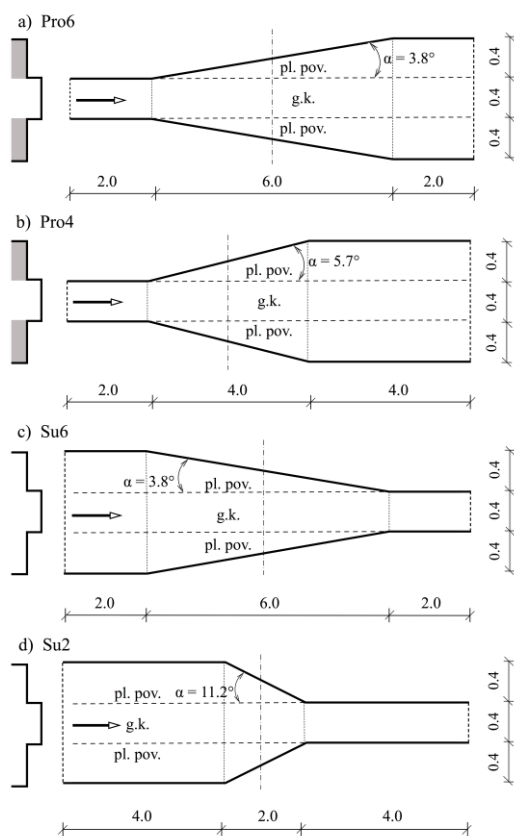 a) Pro6
pl. pov.
α = 3.8°
g.k.
pl. pov.
0.4
0.4
0.4
2.0
6.0
2.0
b) Pro4
pl. pov.
α = 5.7°
g.k.
pl. pov.
0.4
0.4
0.4
2.0
4.0
4.0
c) Su6
α = 3.8°
pl. pov.
g.k.
pl. pov.
0.4
0.4
0.4
2.0
6.0
2.0
d) Su2
pl. pov.
α = 11.2°
g.k.
pl. pov.
0.4
0.4
0.4
4.0
2.0
4.0